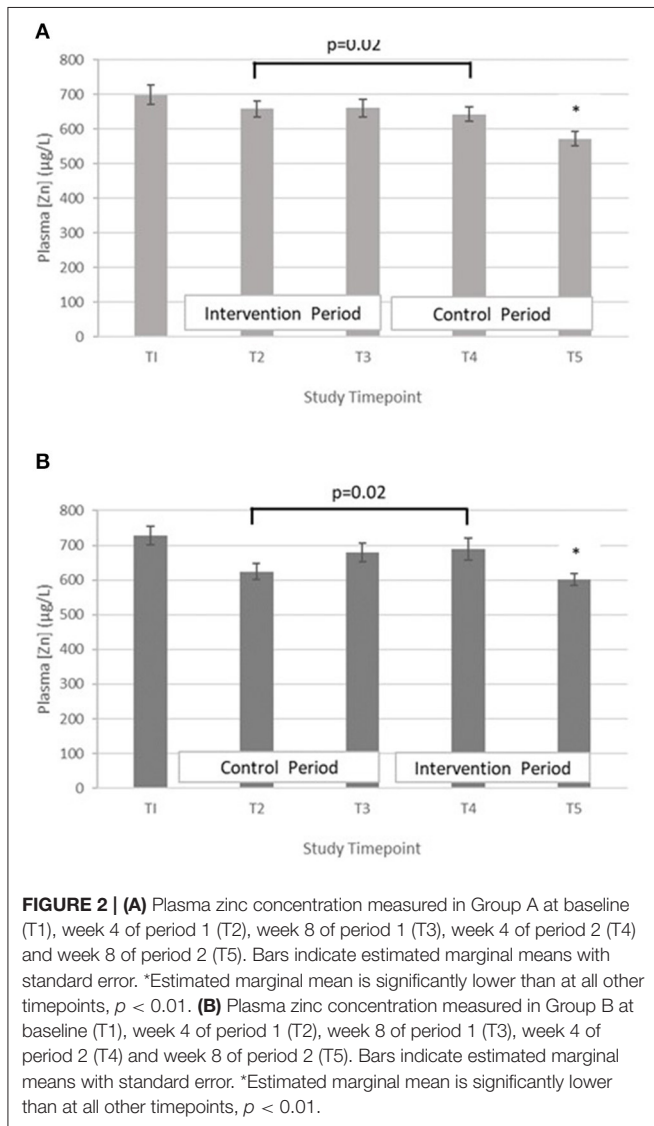 A
p=0.02
800
700
600
500
400
300
200
100
0
Plasma [Zn] (µg/L)
*
Intervention Period
Control Period
T1
T2
T3
T4
T5
Study Timepoint
B
p=0.02
800
700
600
500
400
300
200
100
0
Plasma [Zn] (µg/L)
*
Control Period
Intervention Period
T1
T2
T3
T4
T5
Study Timepoint
FIGURE 2 | (A) Plasma zinc concentration measured in Group A at baseline
(T1), week 4 of period 1 (T2), week 8 of period 1 (T3), week 4 of period 2 (T4)
and week 8 of period 2 (T5). Bars indicate estimated marginal means with
standard error. *Estimated marginal mean is significantly lower than at all other
timepoints, p < 0.01. (B) Plasma zinc concentration measured in Group B at
baseline (T1), week 4 of period 1 (T2), week 8 of period 1 (T3), week 4 of
period 2 (T4) and week 8 of period 2 (T5). Bars indicate estimated marginal
means with standard error. *Estimated marginal mean is significantly lower
than at all other timepoints, p < 0.01.